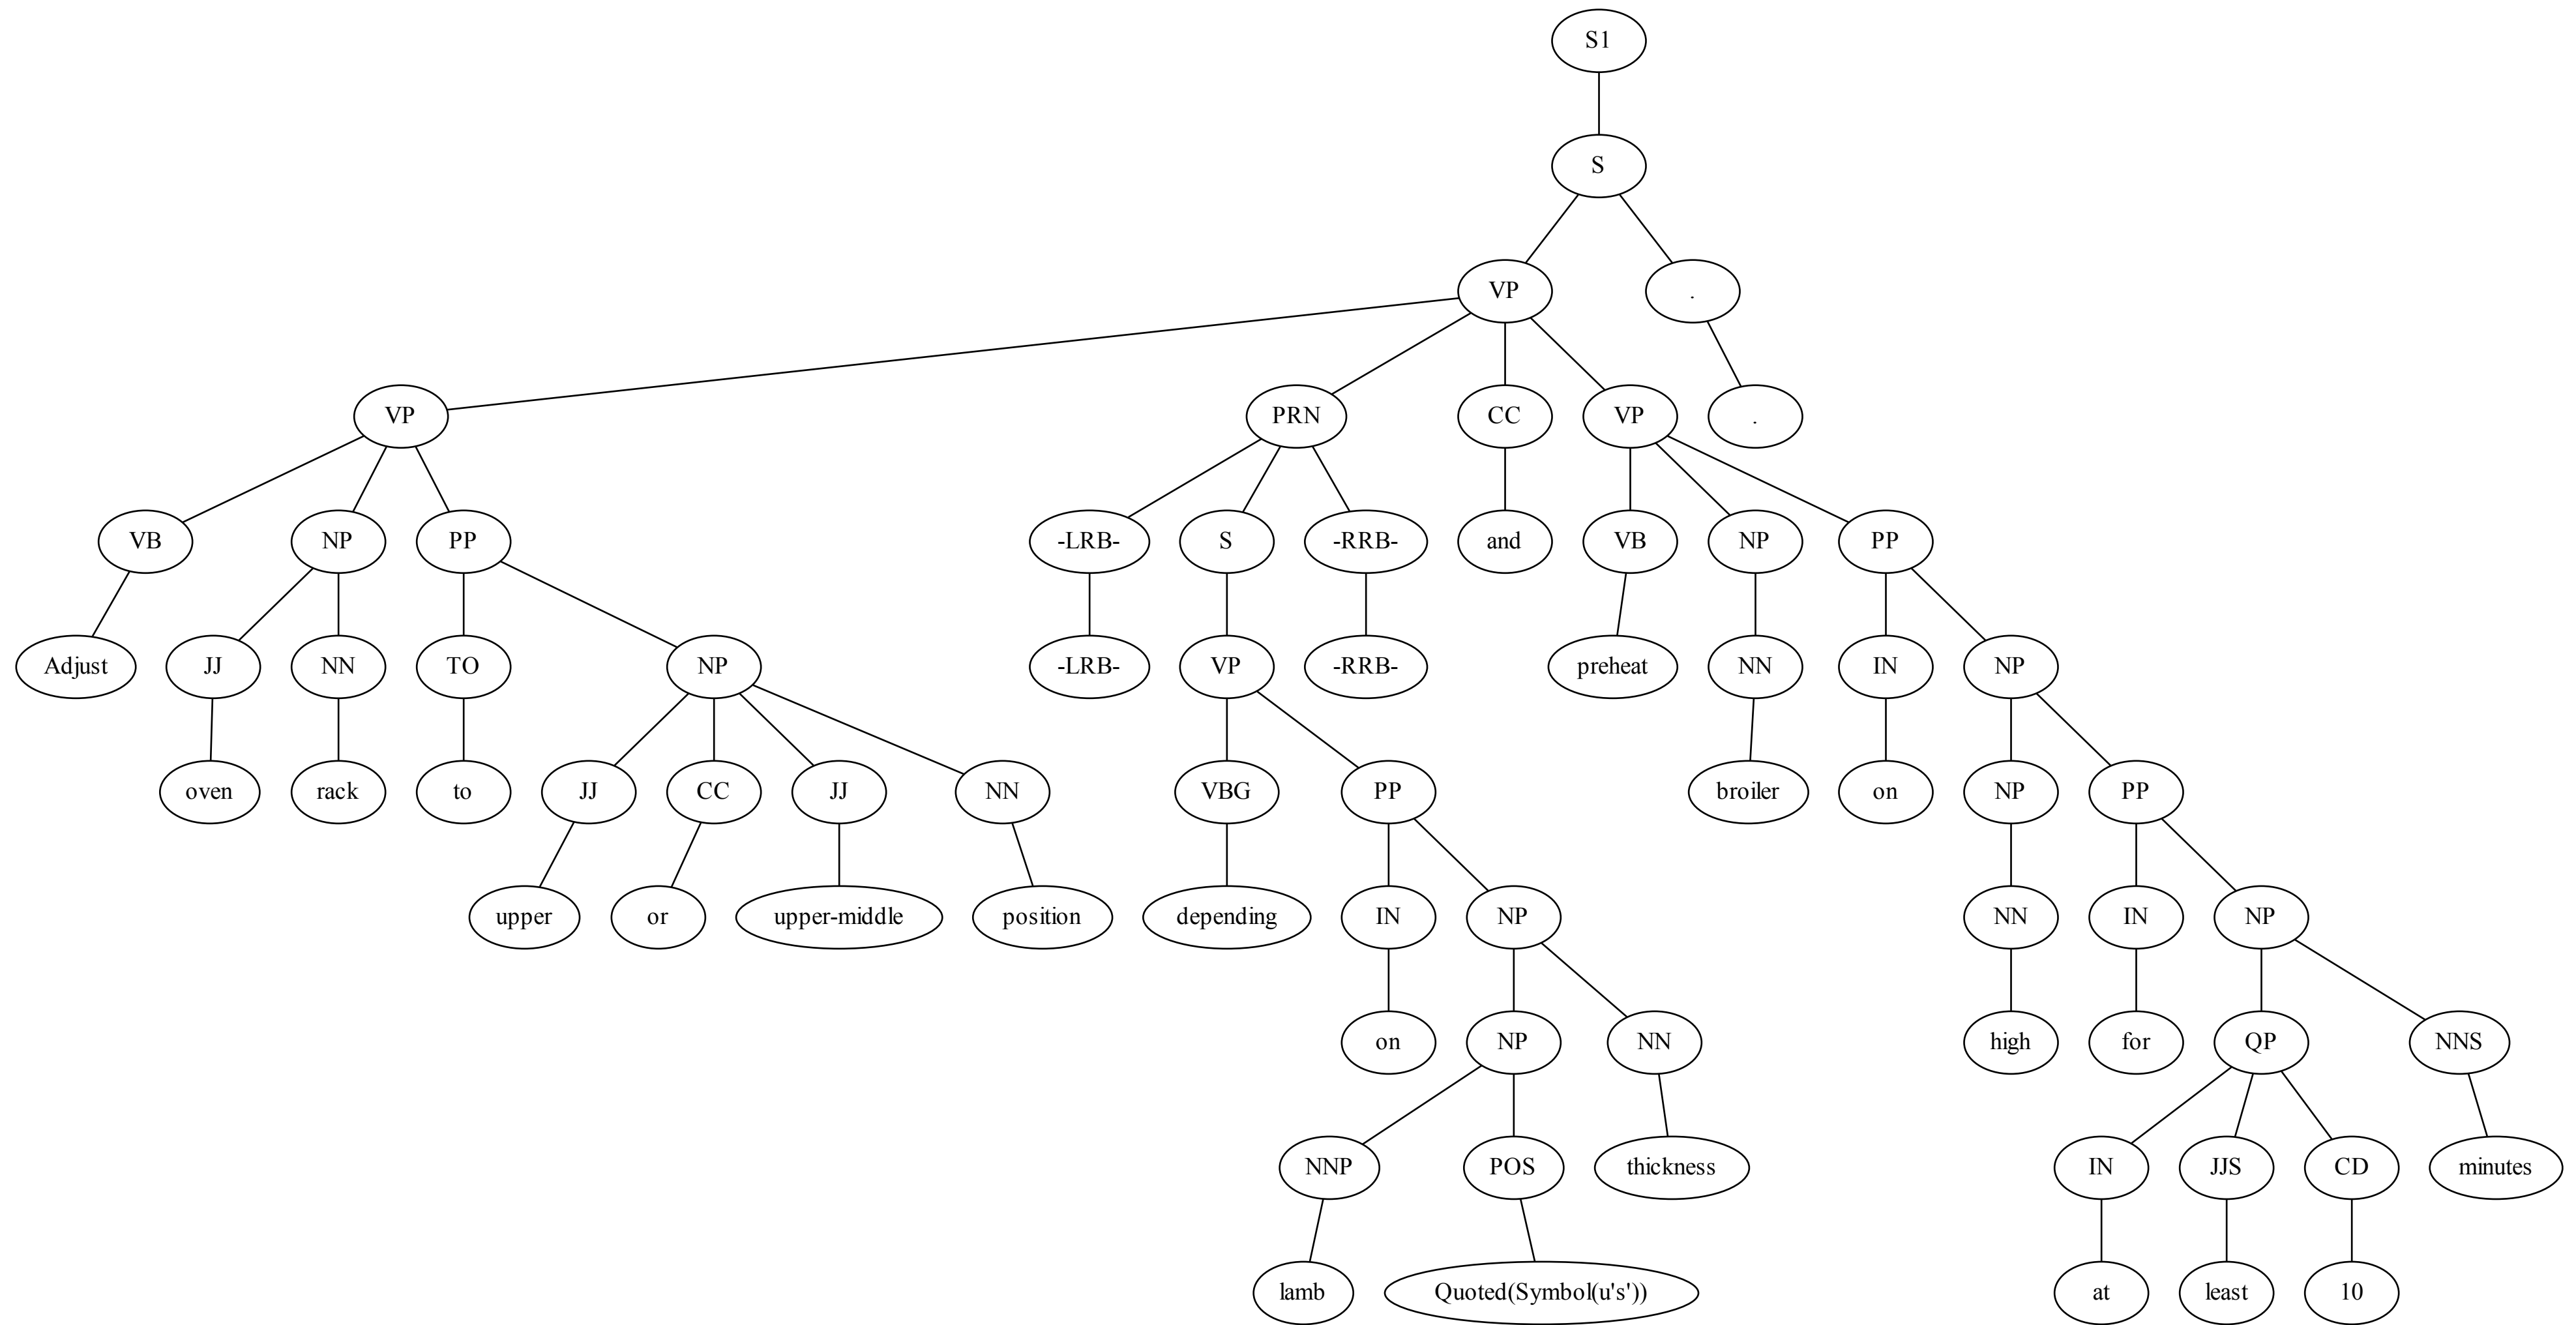 S1
S
VP .
VP PRN CC VP .
VB NP PP -LRB- S -RRB- and VB NP PP
Adjust JJ NN TO NP -LRB- VP -RRB- preheat NN IN NP
oven rack to JJ CC JJ NN VBG PP broiler on NP PP
upper or upper-middle position depending IN NP NN IN NP
on NP NN high for QP NNS
NNP POS thickness IN JJS CD minutes
lamb Quoted(Symbol(u's')) at least 10